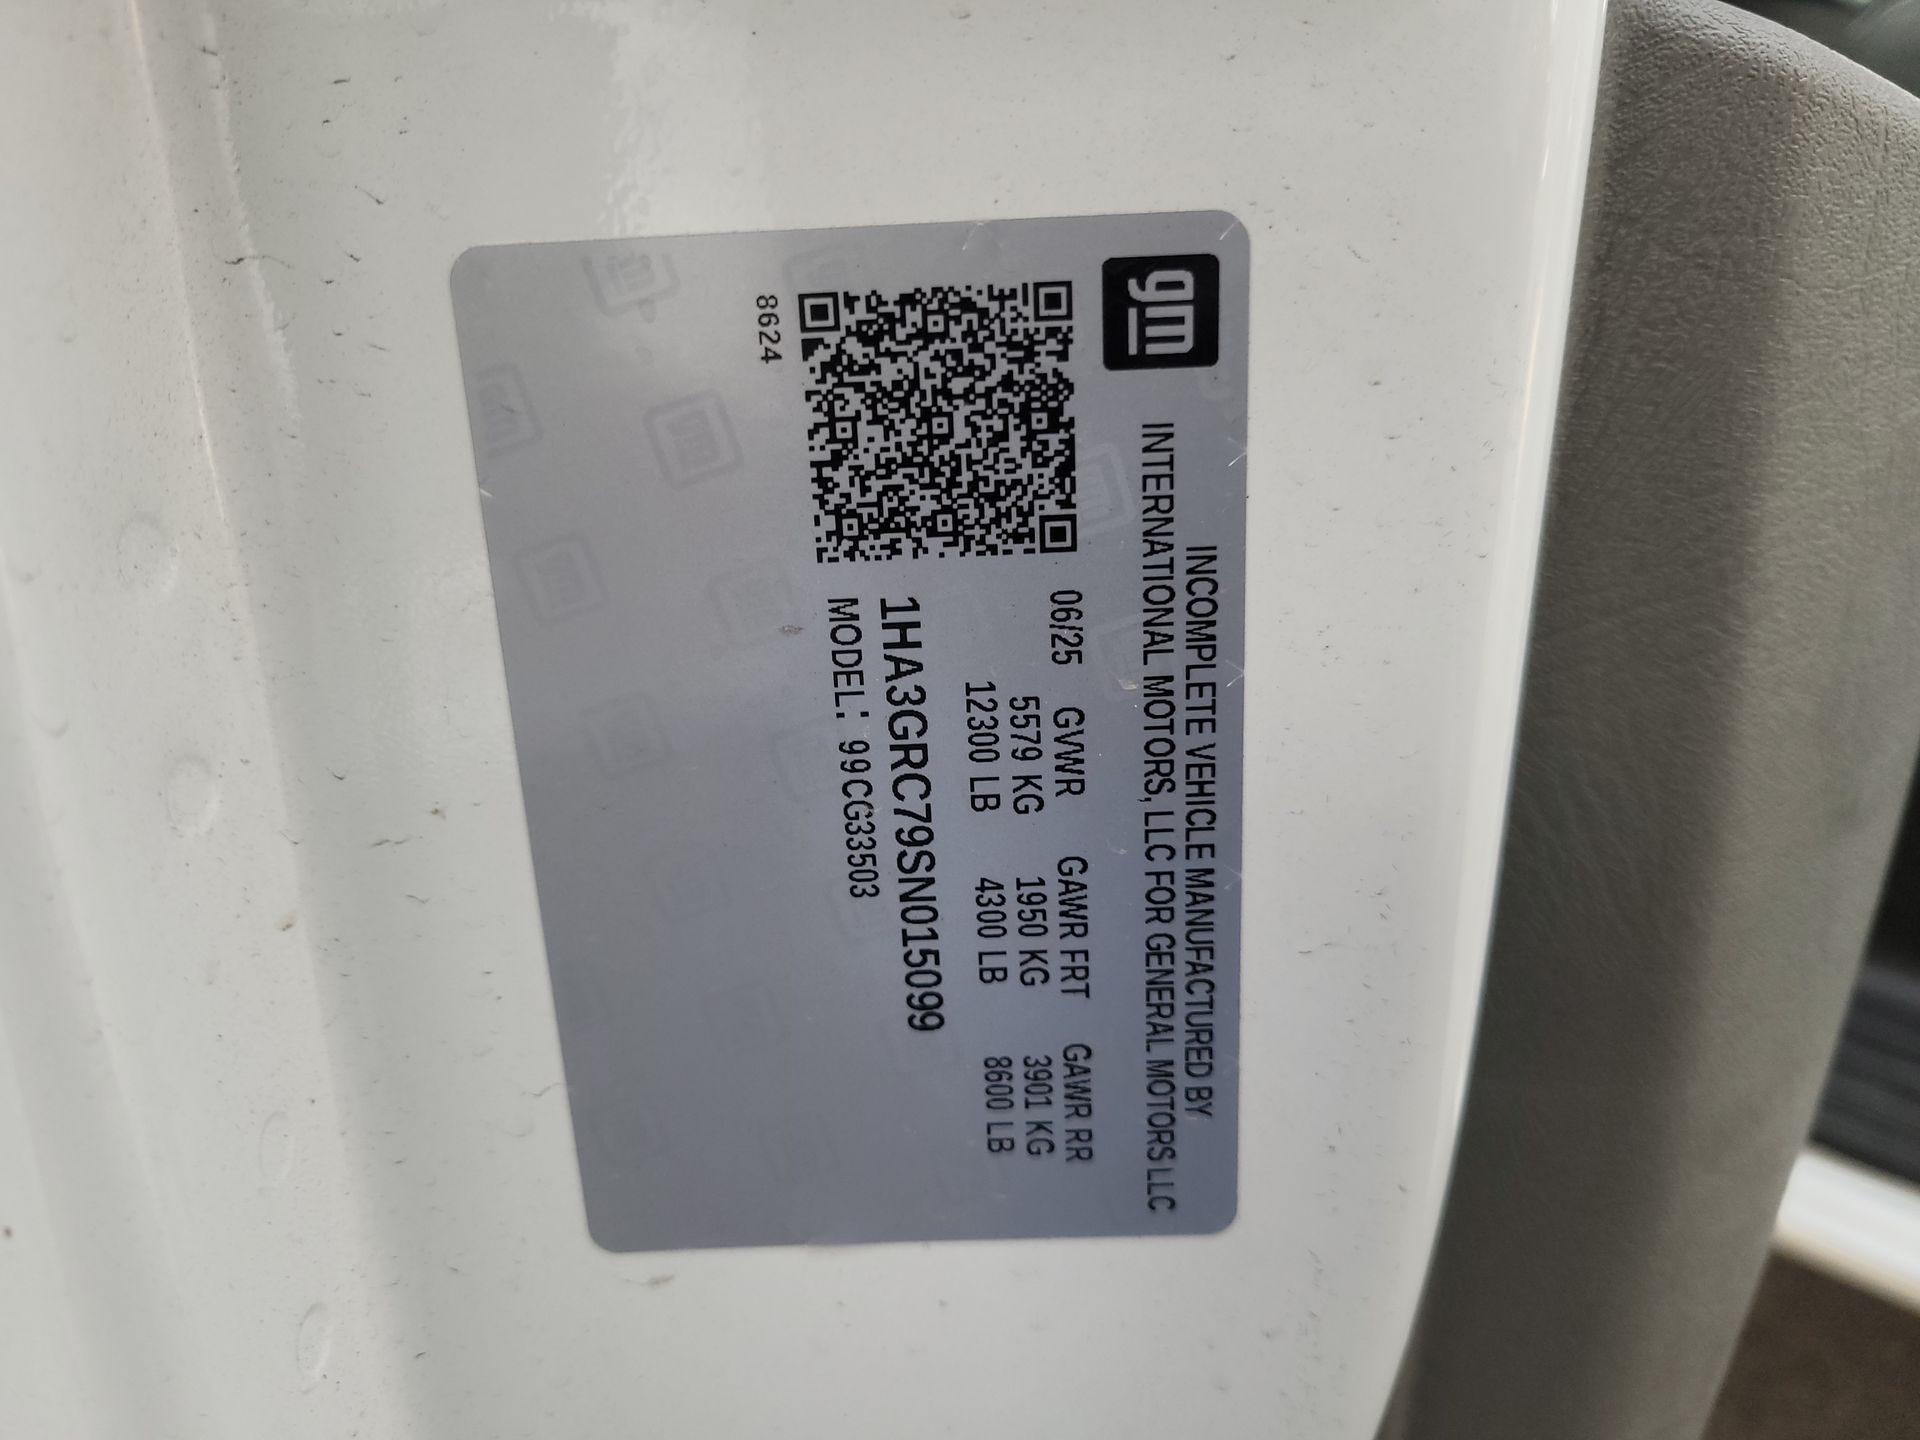 gm
INCOMPLETE VEHICLE MANUFACTURED BY
INTERNATIONAL MOTORS, LLC FOR GENERAL MOTORS LLC
06/25 GVWR GAWR FRT GAWR RR
5579 KG 1950 KG 3901 KG
12300 LB 4300 LB 8600 LB
1HA3GRC79SN015099
MODEL: 99CG33503
8624